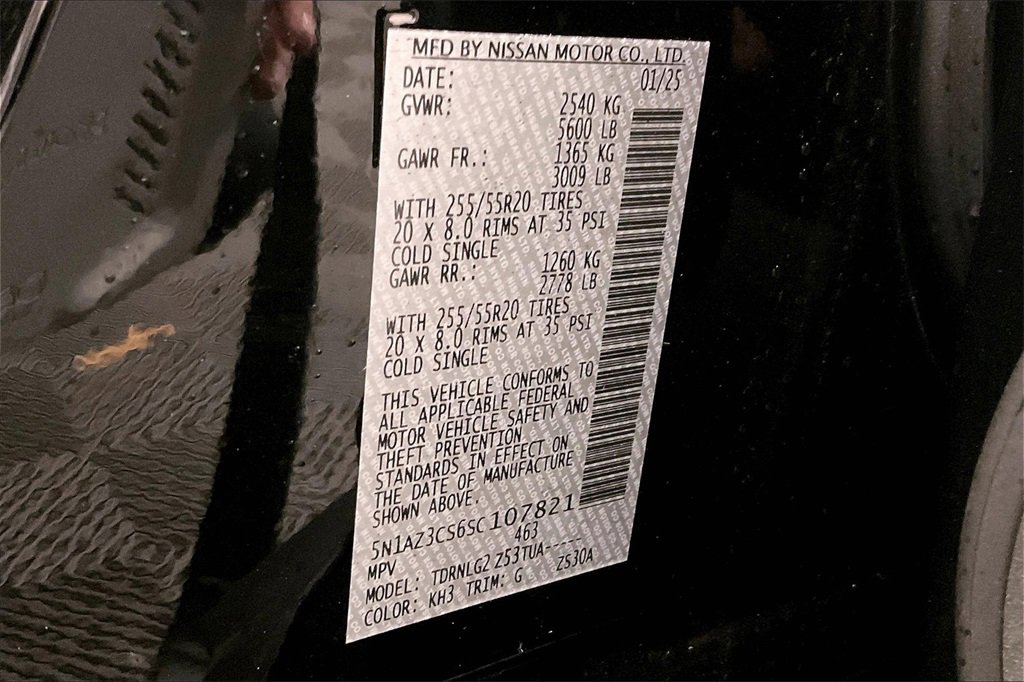 MFD BY NISSAN MOTOR CO., LTD.
DATE: 01/25
GVWR: 2540 KG
5600 LB
GAWR FR.: 1365 KG
3009 LB
WITH 255/55R20 TIRES
20 X 8.0 RIMS AT 35 PSI
COLD SINGLE
GAWR RR.: 1260 KG
2778 LB
WITH 255/55R20 TIRES
20 X 8.0 RIMS AT 35 PSI
COLD SINGLE
THIS VEHICLE CONFORMS TO
ALL APPLICABLE FEDERAL
MOTOR VEHICLE SAFETY AND
THEFT PREVENTION
STANDARDS IN EFFECT ON
THE DATE OF MANUFACTURE
SHOWN ABOVE.
5N1AZ3CS6SC107821
MPV 463
MODEL: TDRNLG2 Z53TUA-----
COLOR: KH3 TRIM: G ZS30A